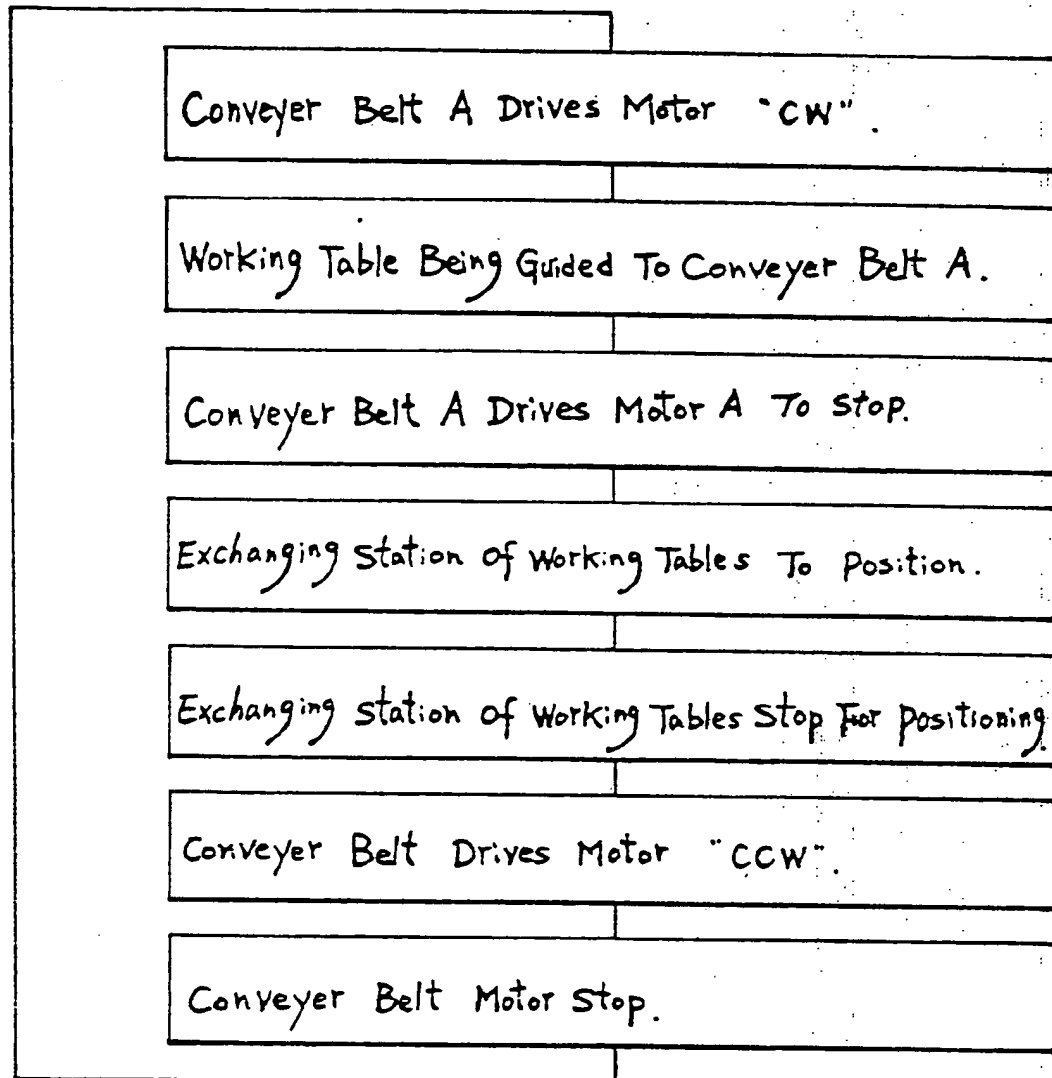 Conveyer Belt A Drives Motor "CW".
Working Table Being Guided To Conveyer Belt A.
Conveyer Belt A Drives Motor A To Stop.
Exchanging Station Of Working Tables To Position.
Exchanging Station Of Working Tables Stop For Positioning.
Conveyer Belt Drives Motor "CCW".
Conveyer Belt Motor Stop.